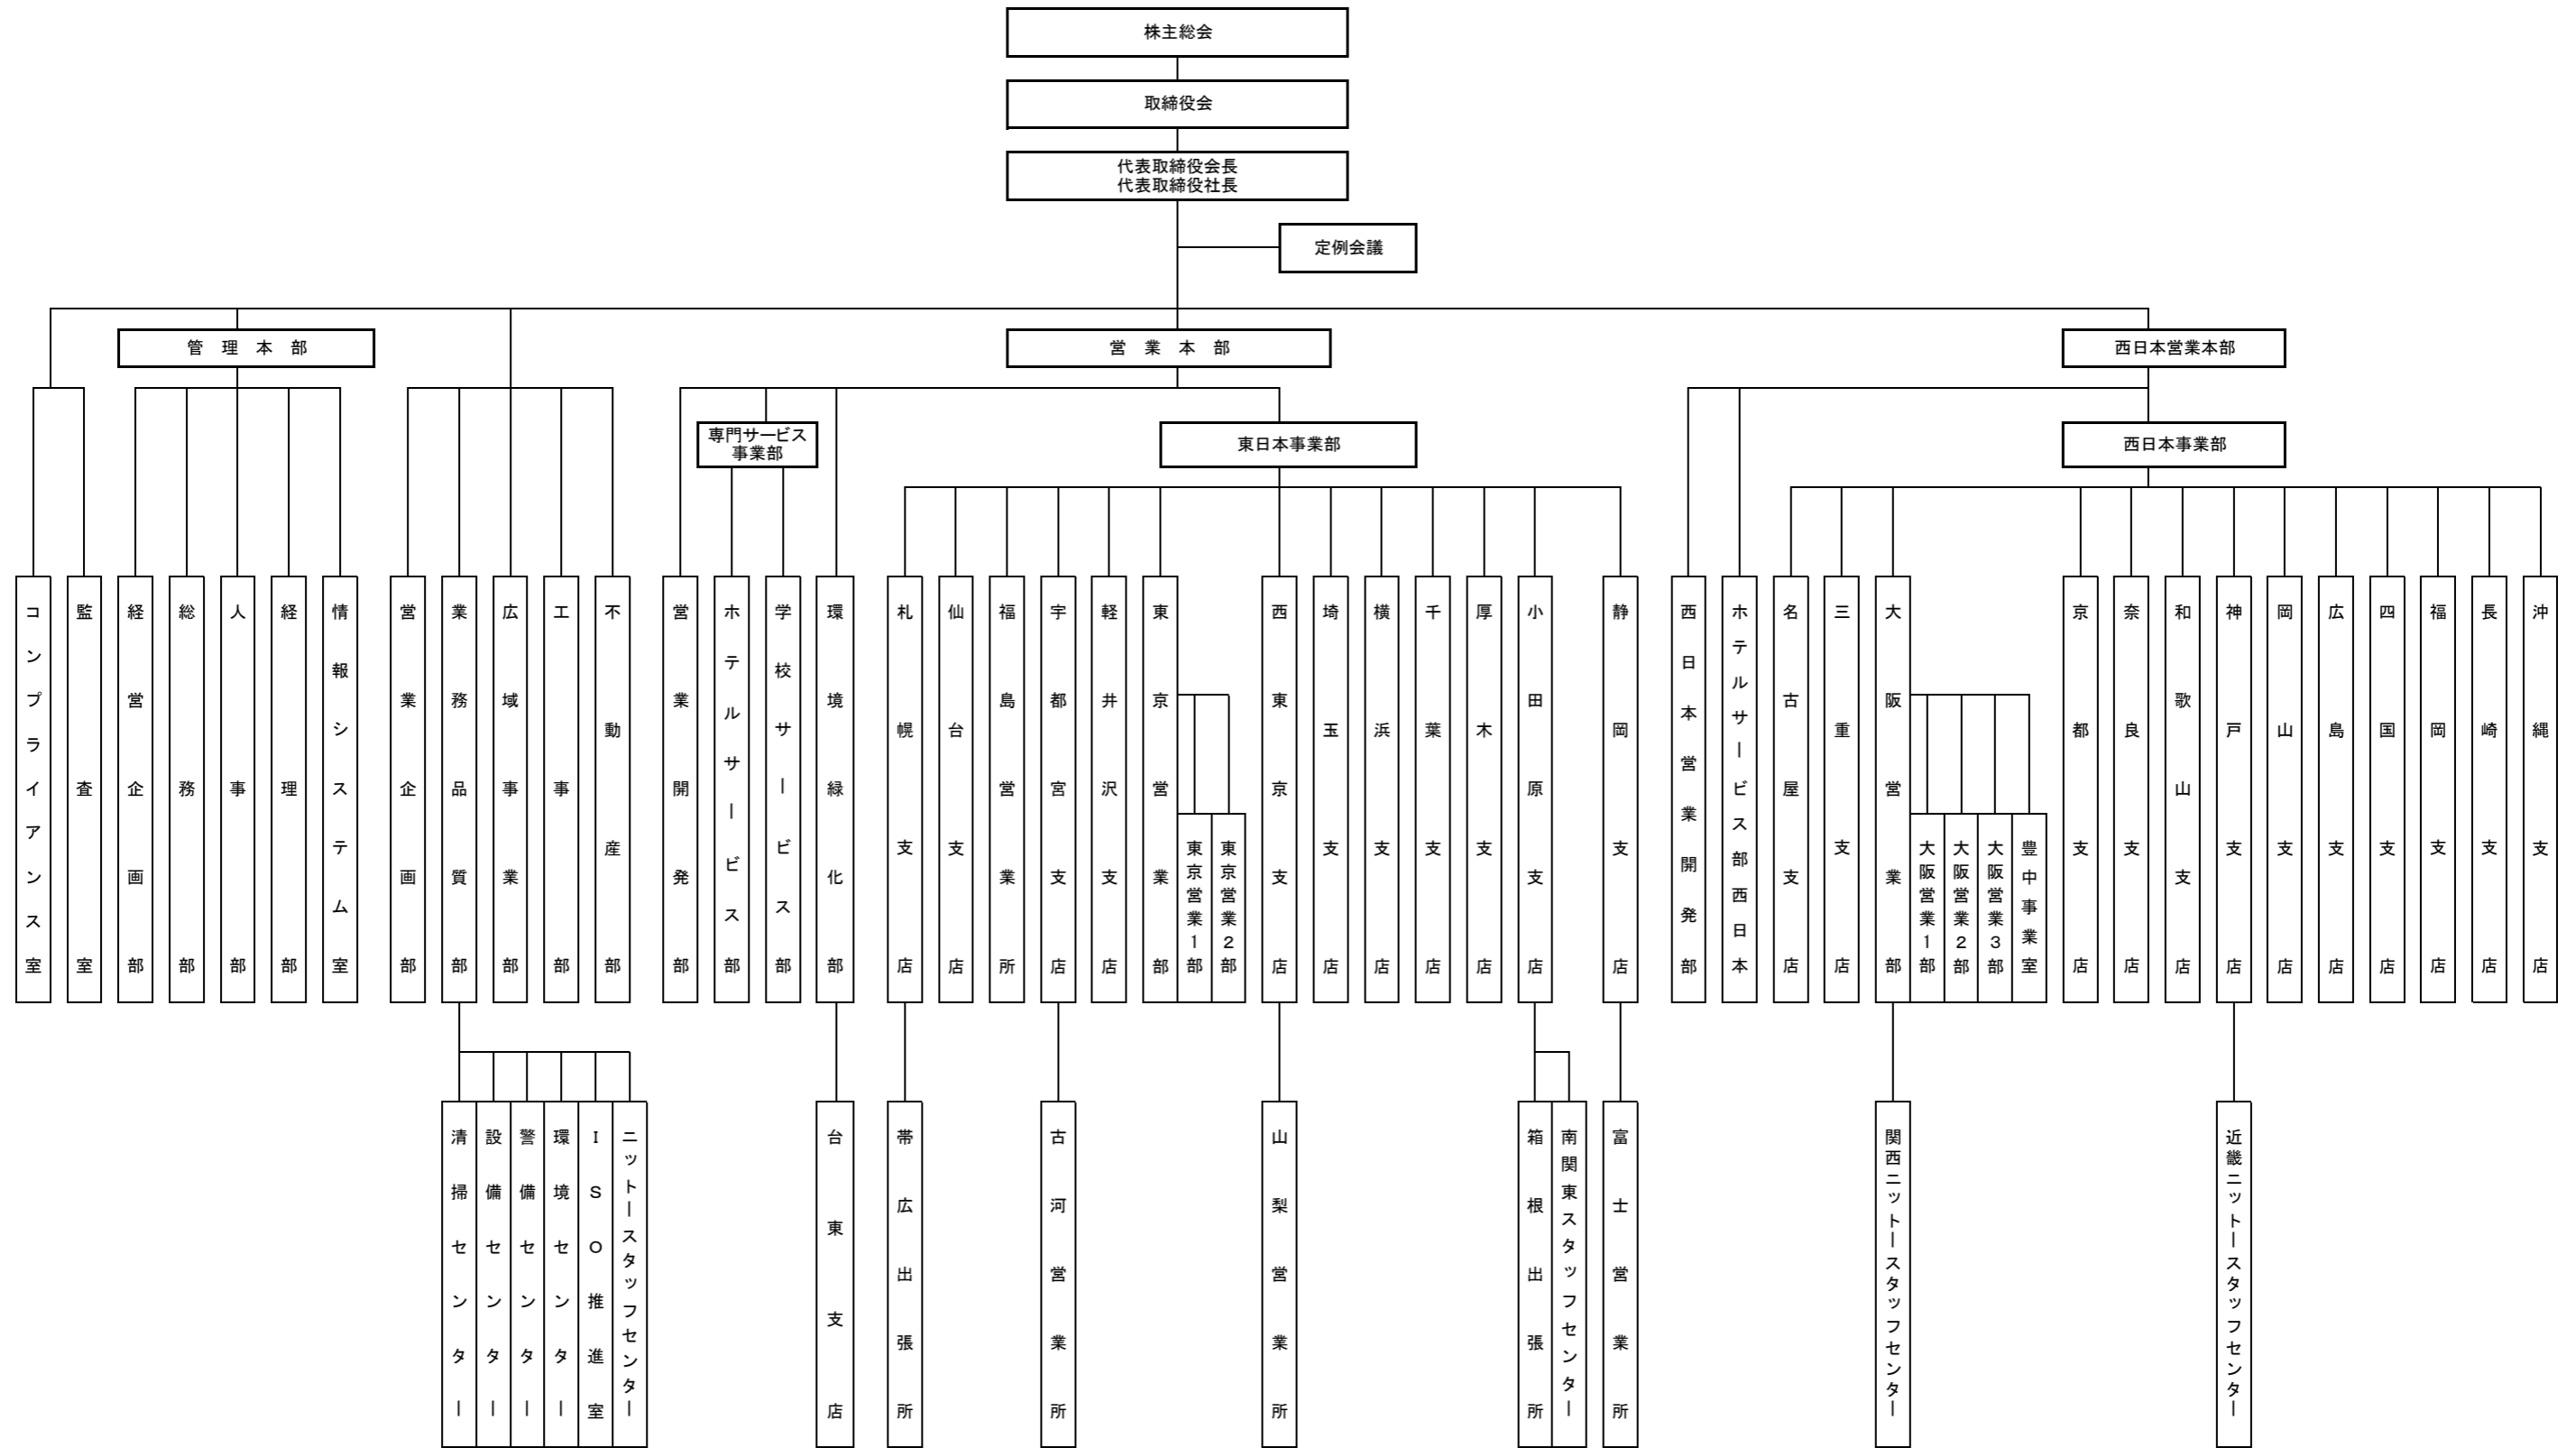 株主総会
取締役会
代表取締役会長
代表取締役社長
定例会議
管理本部
営業本部
西日本営業本部
専門サービス
事業部
東日本事業部
西日本事業部
コンプライアンス室
監査室
経営企画部
総務部
人事部
経理部
情報システム室
営業企画部
業務品質部
広域事業部
工事部
不動産部
営業開発部
ホテルサービス部
学校サービス部
環境緑化部
札幌支店
仙台支店
福島営業所
宇都宮支店
軽井沢支店
東京営業部
東京営業1部
東京営業2部
西東京支店
埼玉支店
横浜支店
千葉支店
厚木支店
小田原支店
静岡支店
西日本営業開発部
ホテルサービス部西日本
名古屋支店
三重支店
大阪営業部
大阪営業1部
大阪営業2部
大阪営業3部
豊中事業室
京都支店
奈良支店
和歌山支店
神戸支店
岡山支店
広島支店
四国支店
福岡支店
長崎支店
沖縄支店
清掃センター
設備センター
警備センター
環境センター
ISO推進室
ニットースタッフセンター
台東支店
帯広出張所
古河営業所
山梨営業所
箱根出張所
南関東スタッフセンター
富士営業所
関西ニットースタッフセンター
近畿ニットースタッフセンター